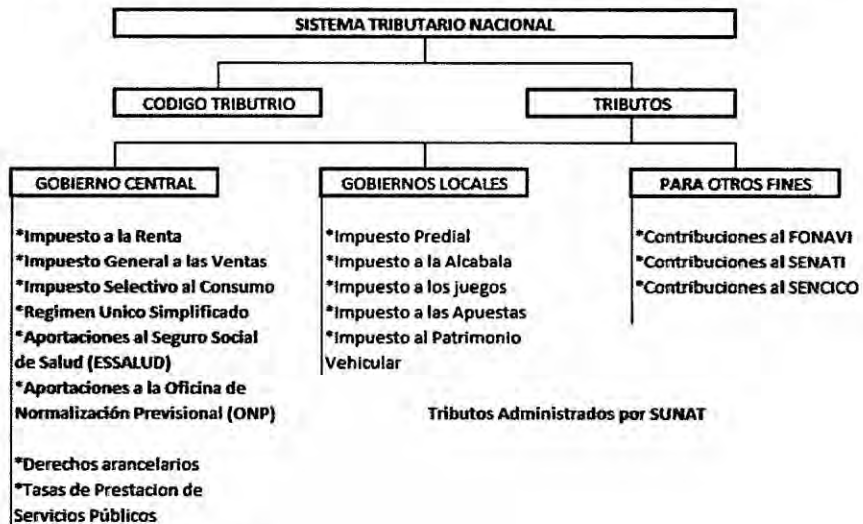 SISTEMA TRIBUTARIO NACIONAL
CODIGO TRIBUTRIO
TRIBUTOS
GOBIERNO CENTRAL
*Impuesto a la Renta
*Impuesto General a las Ventas
*Impuesto Selectivo al Consumo
*Regimen Unico Simplificado
*Aportaciones al Seguro Social
de Salud (ESSALUD)
*Aportaciones a la Oficina de
Normalización Previsional (ONP)
*Derechos arancelarios
*Tasas de Prestacion de
Servicios Públicos
GOBIERNOS LOCALES
*Impuesto Predial
*Impuesto a la Alcabala
*Impuesto a los juegos
*Impuesto a las Apuestas
*Impuesto al Patrimonio
Vehicular
PARA OTROS FINES
*Contribuciones al FONAVI
*Contribuciones al SENATI
*Contribuciones al SENCICO
Tributos Administrados por SUNAT